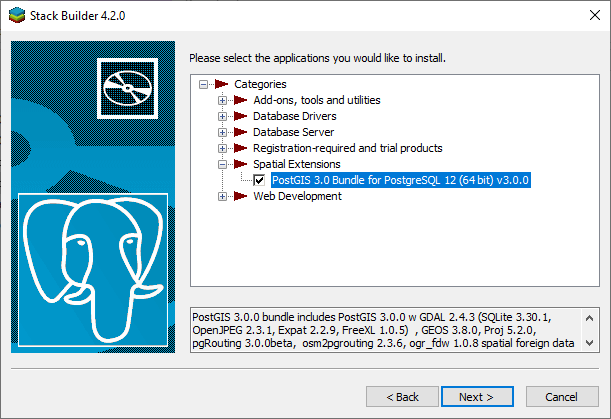 Stack Builder 4.2.0
Please select the applications you would like to install.
Categories
Add-ons, tools and utilities
Database Drivers
Database Server
Registration-required and trial products
Spatial Extensions
PostGIS 3.0 Bundle for PostgreSQL 12 (64 bit) v3.0.0
Web Development
PostGIS 3.0.0 bundle includes PostGIS 3.0.0 w GDAL 2.4.3 (SQLite 3.30.1,
OpenJPEG 2.3.1, Expat 2.2.9, FreeXL 1.0.5) , GEOS 3.8.0, Proj 5.2.0,
pgRouting 3.0.0beta, osm2pgrouting 2.3.6, ogr_fdw 1.0.8 spatial foreign data
< Back
Next >
Cancel